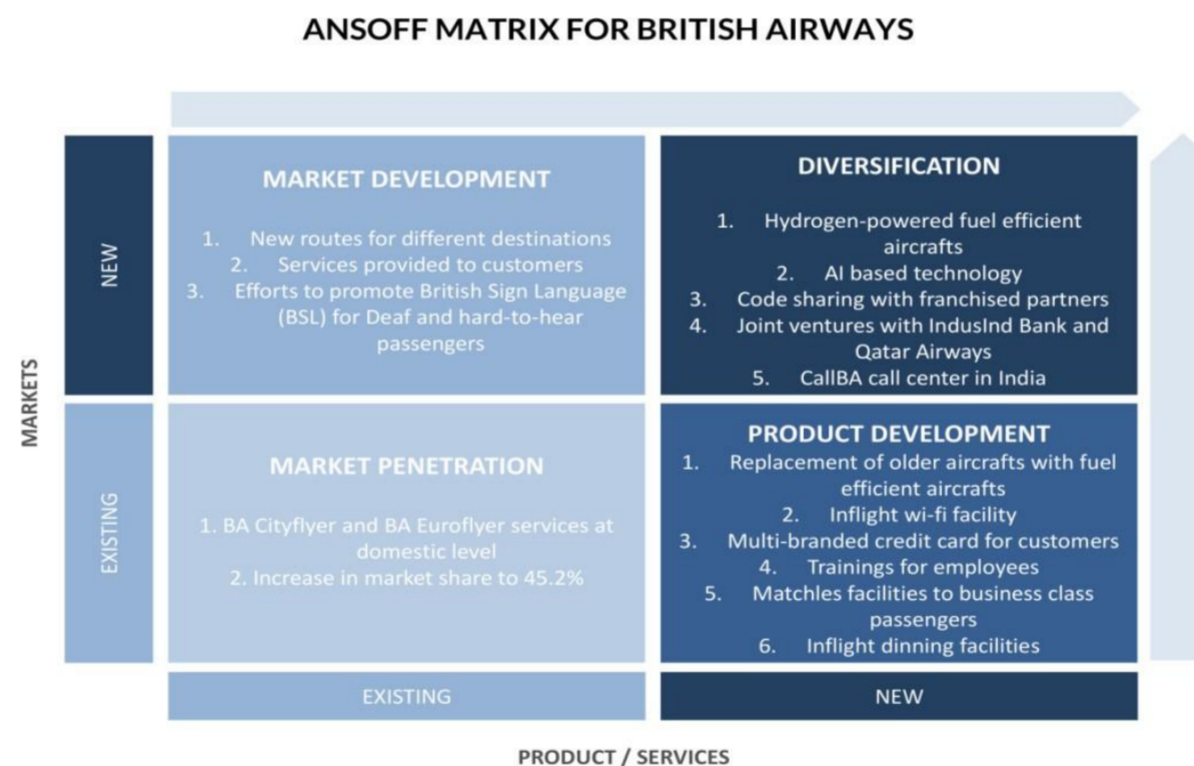 ANSOFF MATRIX FOR BRITISH AIRWAYS
MARKETS
NEW
MARKET DEVELOPMENT
1. New routes for different destinations
2. Services provided to customers
3. Efforts to promote British Sign Language
(BSL) for Deaf and hard-to-hear
passengers
DIVERSIFICATION
1. Hydrogen-powered fuel efficient
aircrafts
2. AI based technology
3. Code sharing with franchised partners
4. Joint ventures with IndusInd Bank and
Qatar Airways
5. CallBA call center in India
EXISTING
MARKET PENETRATION
1. BA Cityflyer and BA Euroflyer services at
domestic level
2. Increase in market share to 45.2%
PRODUCT DEVELOPMENT
1. Replacement of older aircrafts with fuel
efficient aircrafts
2. Inflight wi-fi facility
3. Multi-branded credit card for customers
4. Trainings for employees
5. Matchles facilities to business class
passengers
6. Inflight dinning facilities
EXISTING
NEW
PRODUCT / SERVICES